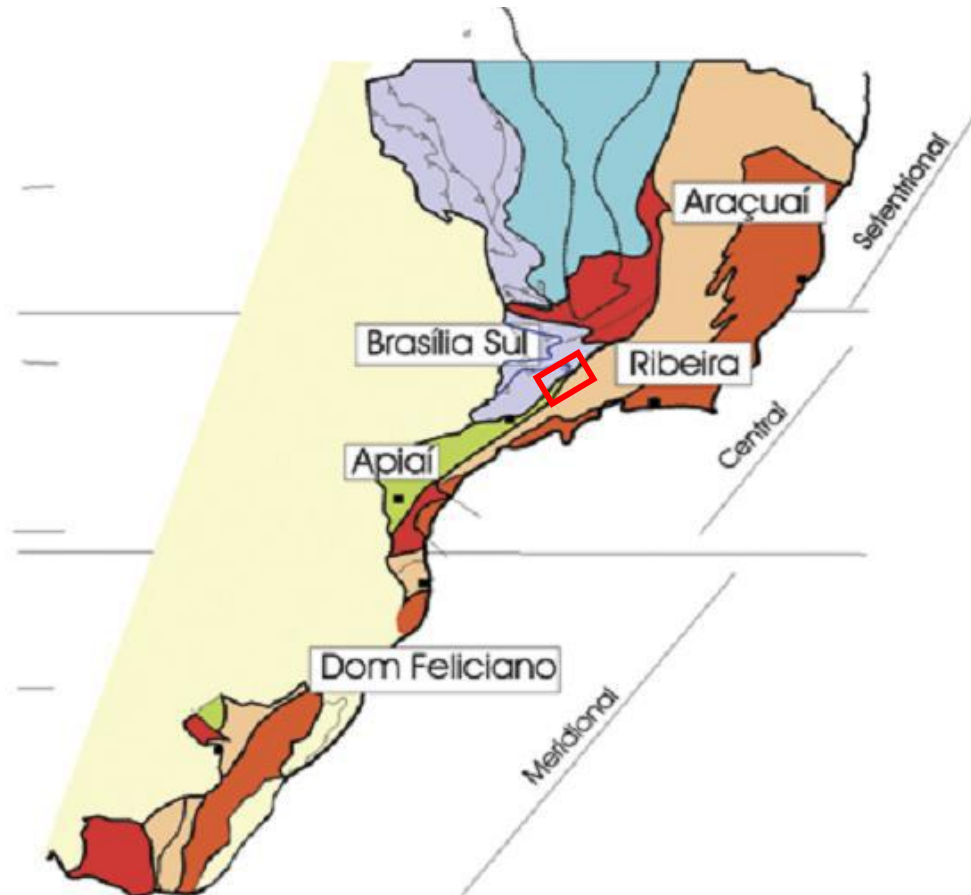 Araçuaí
Setentrional
Brasília Sul
Ribeira
Central
Apiaí
Dom Feliciano
Meridional